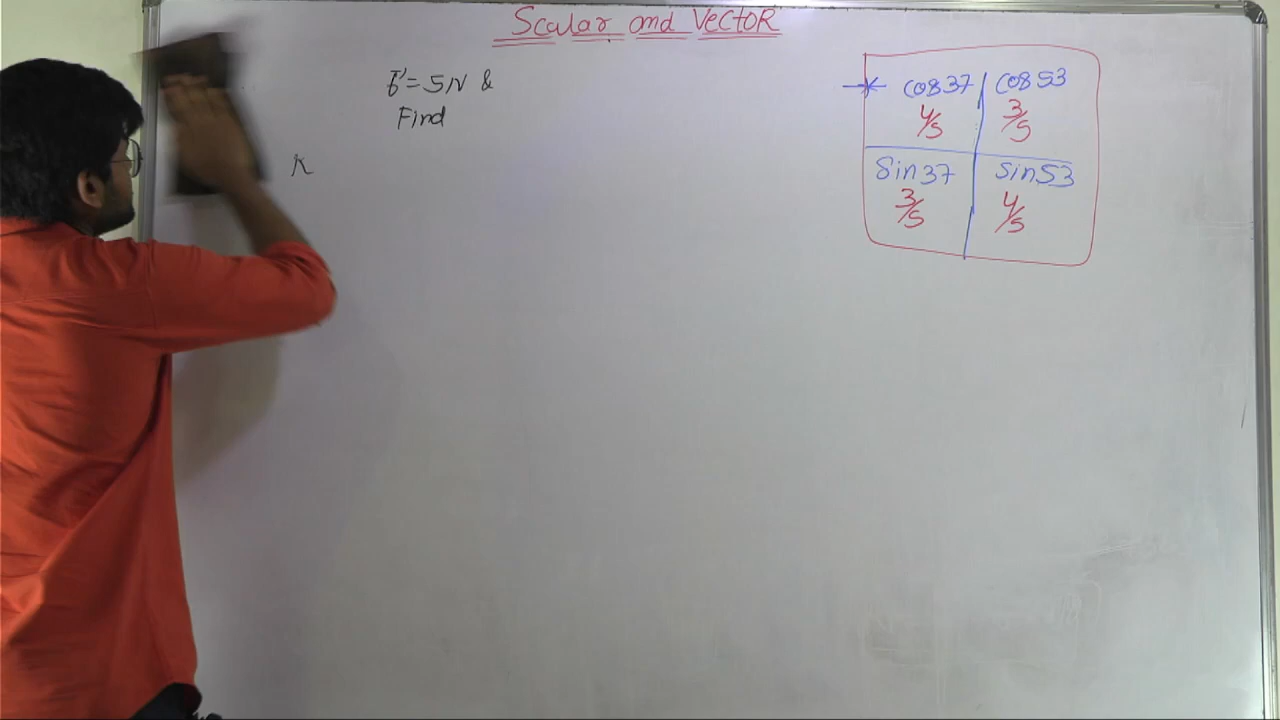 Scalar and Vector
= 5N &
Find
K
cos37 cos53
4/5 3/5
Sin37 sin53
3/5 4/5